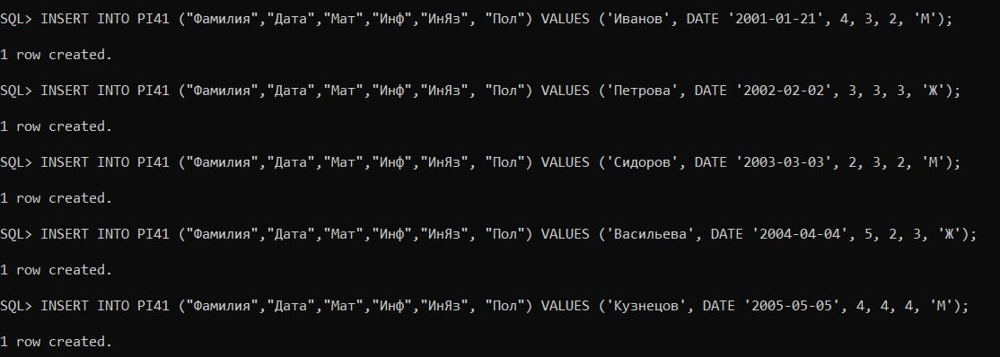 SQL> INSERT INTO PI41 ("Фамилия","Дата","Мат","Инф","ИнЯз", "Пол") VALUES ('Иванов', DATE '2001-01-21', 4, 3, 2, 'М');
1 row created.
SQL> INSERT INTO PI41 ("Фамилия","Дата","Мат","Инф","ИнЯз", "Пол") VALUES ('Петрова', DATE '2002-02-02', 3, 3, 3, 'Ж');
1 row created.
SQL> INSERT INTO PI41 ("Фамилия","Дата","Мат","Инф","ИнЯз", "Пол") VALUES ('Сидоров', DATE '2003-03-03', 2, 3, 2, 'М');
1 row created.
SQL> INSERT INTO PI41 ("Фамилия","Дата","Мат","Инф","ИнЯз", "Пол") VALUES ('Васильева', DATE '2004-04-04', 5, 2, 3, 'Ж');
1 row created.
SQL> INSERT INTO PI41 ("Фамилия","Дата","Мат","Инф","ИнЯз", "Пол") VALUES ('Кузнецов', DATE '2005-05-05', 4, 4, 4, 'М');
1 row created.